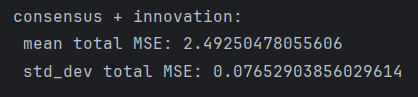 consensus + innovation:
mean total MSE: 2.49250478055606
std_dev total MSE: 0.07652903856029614